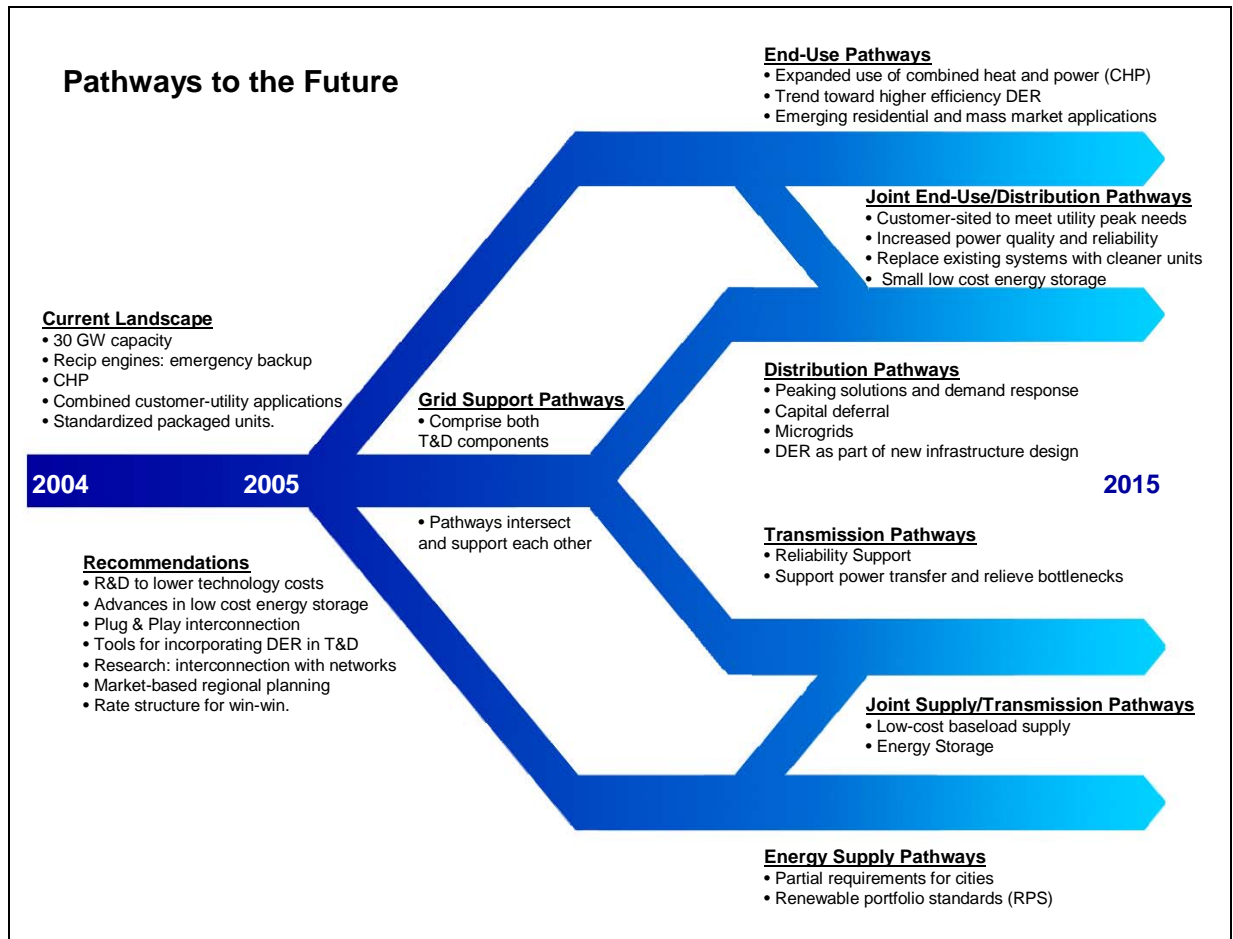 Pathways to the Future
End-Use Pathways
• Expanded use of combined heat and power (CHP)
• Trend toward higher efficiency DER
• Emerging residential and mass market applications
Joint End-Use/Distribution Pathways
• Customer-sited to meet utility peak needs
• Increased power quality and reliability
• Replace existing systems with cleaner units
• Small low cost energy storage
Current Landscape
• 30 GW capacity
• Recip engines: emergency backup
• CHP
• Combined customer-utility applications
• Standardized packaged units.
Grid Support Pathways
• Comprise both
T&D components
Distribution Pathways
• Peaking solutions and demand response
• Capital deferral
• Microgrids
• DER as part of new infrastructure design
2004
2005
2015
• Pathways intersect
and support each other
Recommendations
• R&D to lower technology costs
• Advances in low cost energy storage
• Plug & Play interconnection
• Tools for incorporating DER in T&D
• Research: interconnection with networks
• Market-based regional planning
• Rate structure for win-win.
Transmission Pathways
• Reliability Support
• Support power transfer and relieve bottlenecks
Joint Supply/Transmission Pathways
• Low-cost baseload supply
• Energy Storage
Energy Supply Pathways
• Partial requirements for cities
• Renewable portfolio standards (RPS)